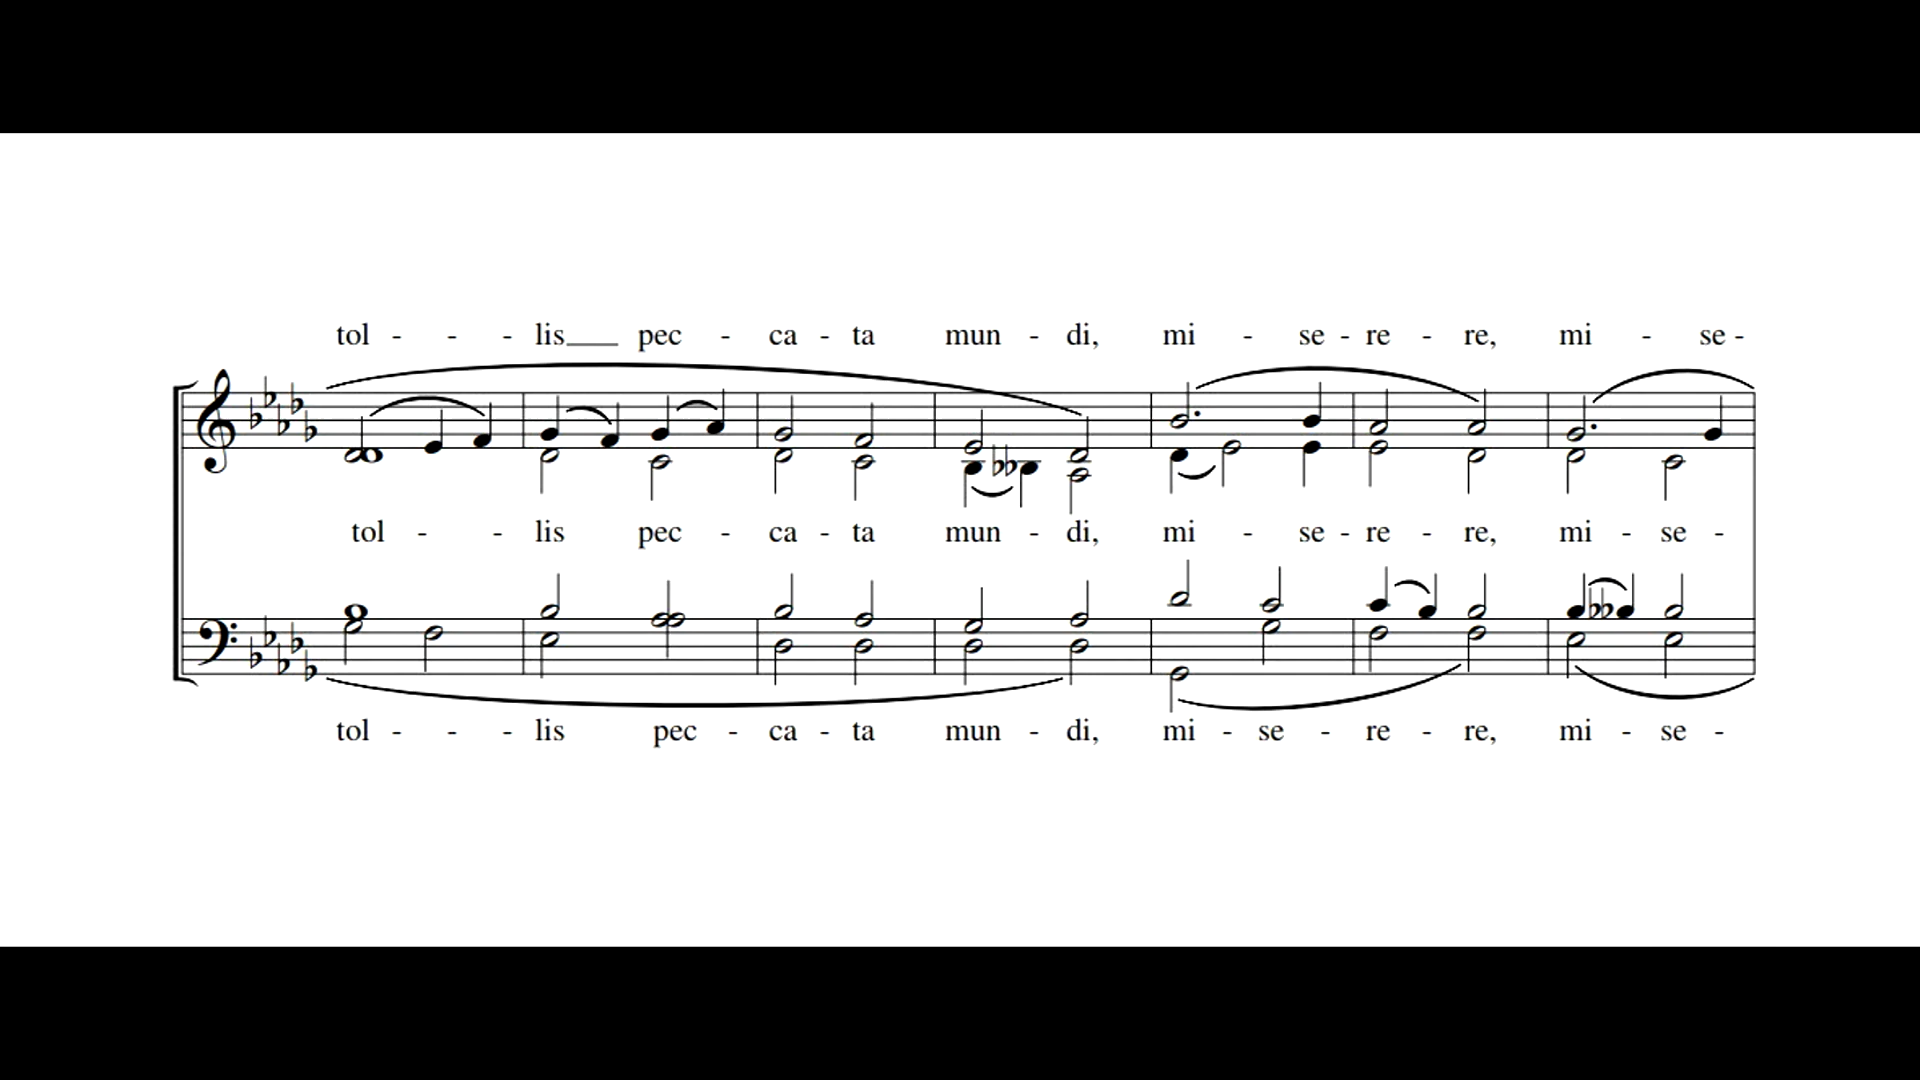 tol - - - lis___ pec - ca - ta mun - di, mi - se - re - re, mi - se -
tol - - lis pec - ca - ta mun - di, mi - se - re - re, mi - se -
tol - - - lis pec - ca - ta mun - di, mi - se - re - re, mi - se -